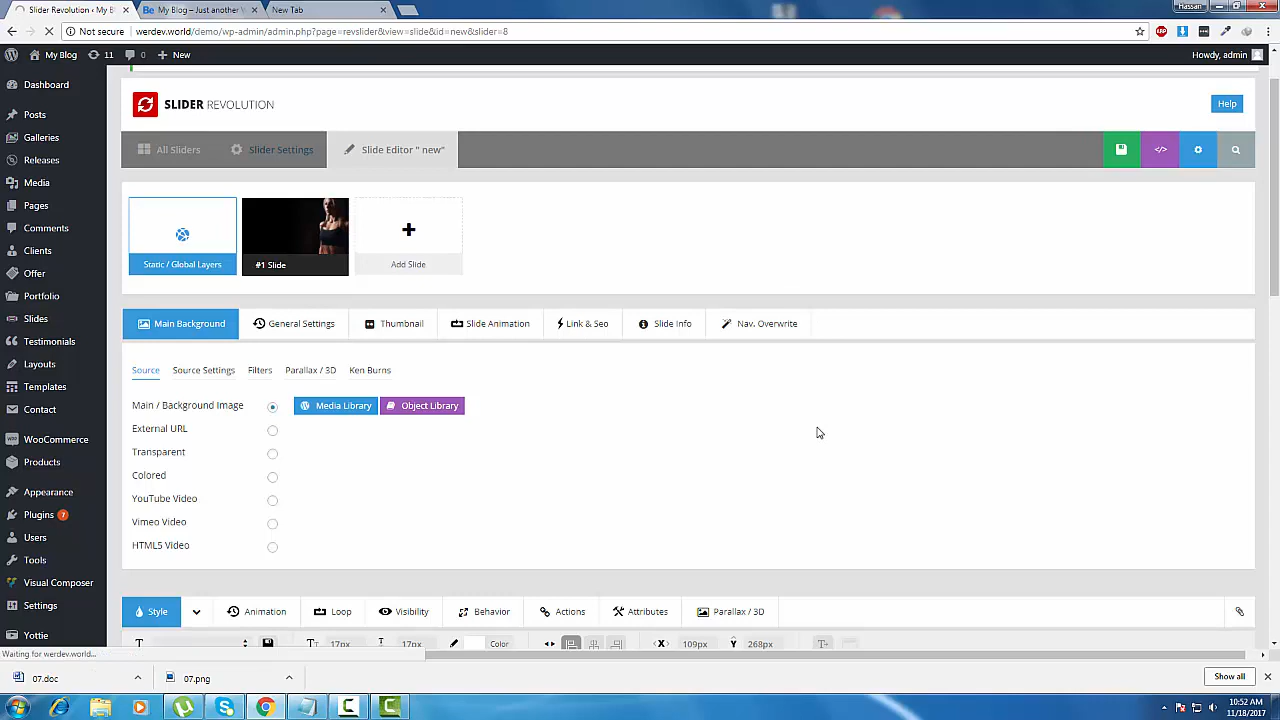 Slider Revolution ‹ My B
My Blog – Just another W
New Tab
Hassan
Not secure
werdev.world/demo/wp-admin/admin.php?page=revslider&view=slide&id=new&slider=8
My Blog
11
0
New
Howdy, admin
Dashboard
Posts
Galleries
Releases
Media
Pages
Comments
Clients
Offer
Portfolio
Slides
Testimonials
Layouts
Templates
Contact
WooCommerce
Products
Appearance
Plugins 7
Users
Tools
Visual Composer
Settings
Yottie
SLIDER REVOLUTION
Help
All Sliders
Slider Settings
Slide Editor " new"
</>
Static / Global Layers
#1 Slide
Add Slide
Main Background
General Settings
Thumbnail
Slide Animation
Link & Seo
Slide Info
Nav. Overwrite
Source
Source Settings
Filters
Parallax / 3D
Ken Burns
Main / Background Image
Media Library
Object Library
External URL
Transparent
Colored
YouTube Video
Vimeo Video
HTML5 Video
Style
Animation
Loop
Visibility
Behavior
Actions
Attributes
Parallax / 3D
17px
17px
Color
109px
268px
Waiting for werdev.world...
07.doc
07.png
Show all
10:52 AM
11/18/2017